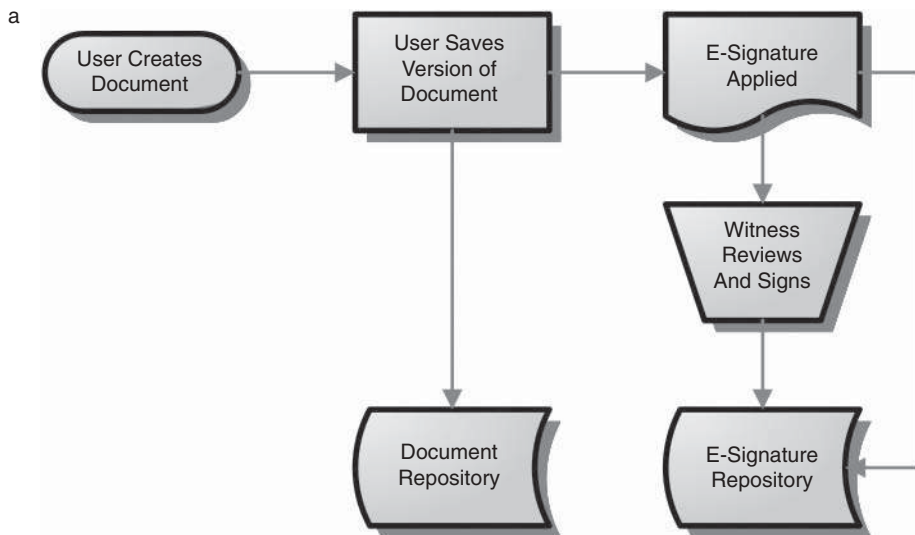 a
User Creates
Document
User Saves
Version of
Document
E-Signature
Applied
Witness
Reviews
And Signs
Document
Repository
E-Signature
Repository